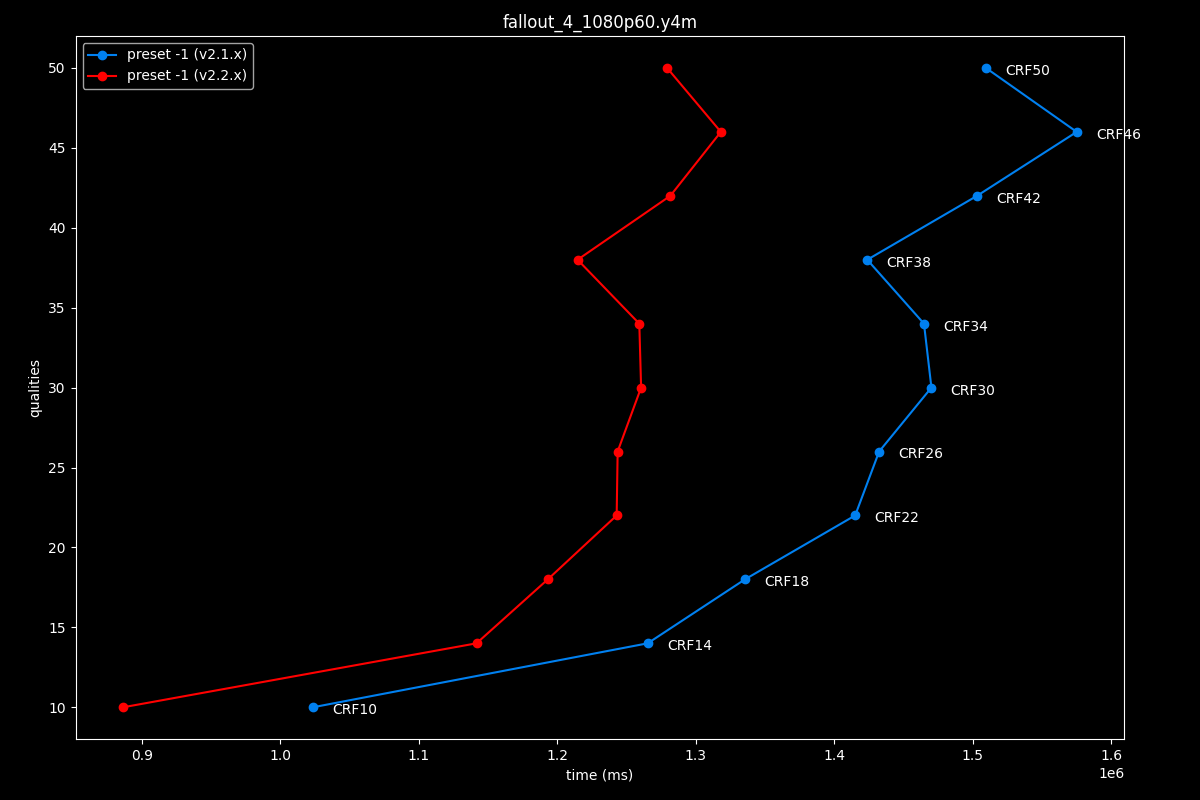 fallout_4_1080p60.y4m
preset -1 (v2.1.x)
preset -1 (v2.2.x)
50
45
40
35
30
25
20
15
10
qualities
CRF50
CRF46
CRF42
CRF38
CRF34
CRF30
CRF26
CRF22
CRF18
CRF14
CRF10
0.9 1.0 1.1 1.2 1.3 1.4 1.5 1.6
1e6
time (ms)